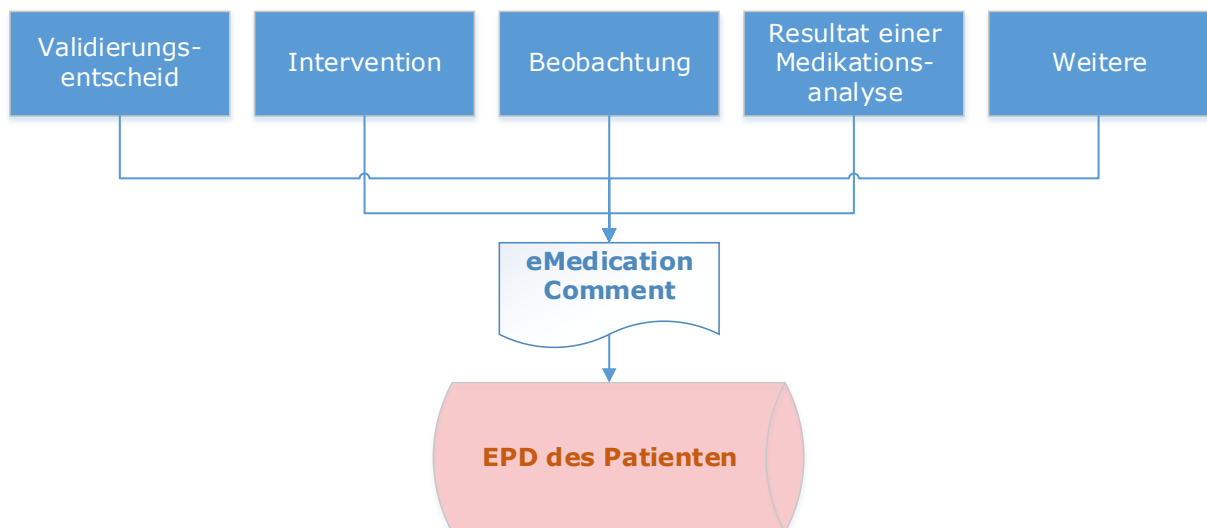 Validierungs-
entscheid
Intervention
Beobachtung
Resultat einer
Medikations-
analyse
Weitere
eMedication
Comment
EPD des Patienten